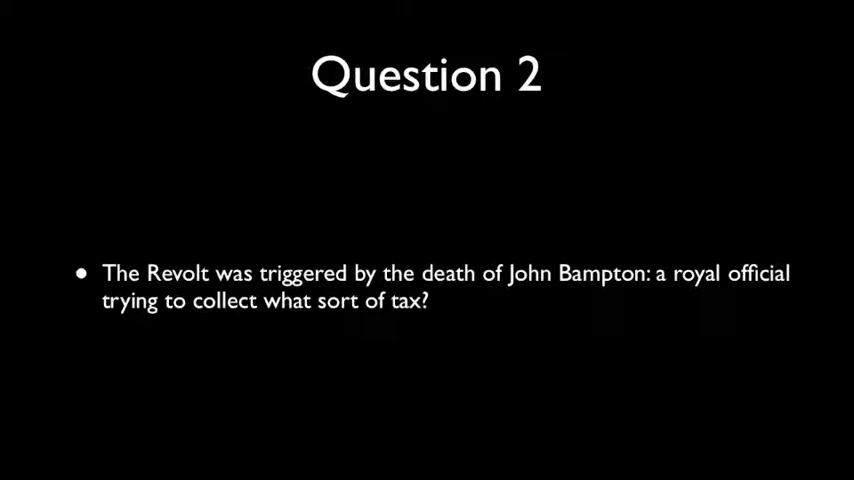 Question 2
● The Revolt was triggered by the death of John Bampton: a royal official
trying to collect what sort of tax?